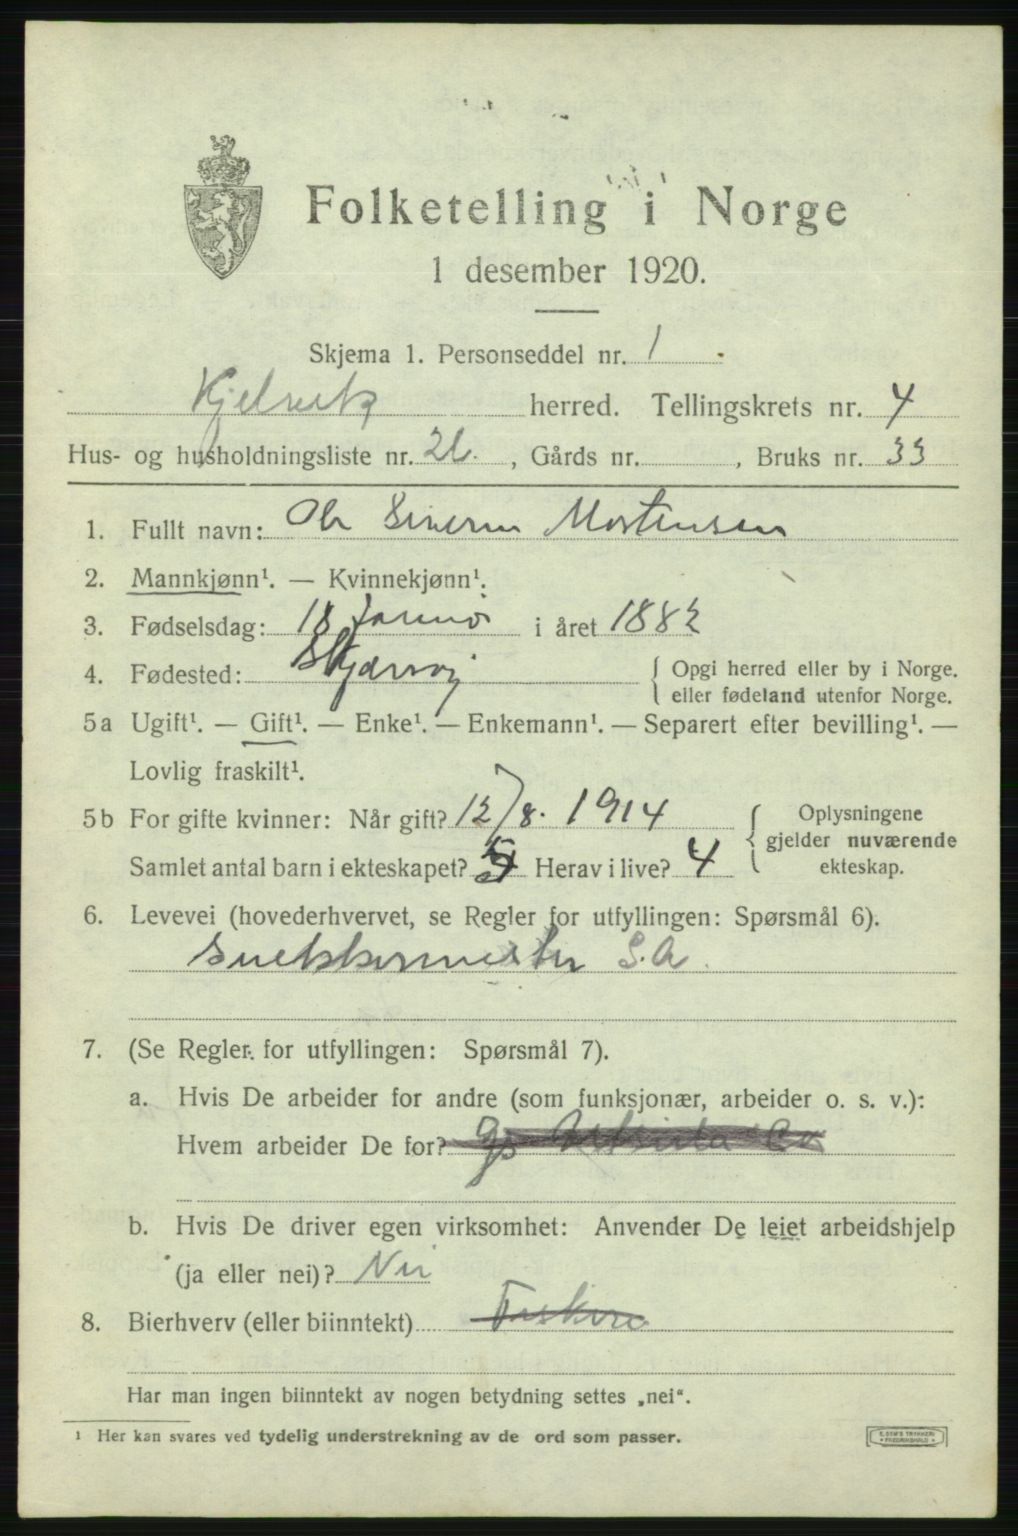 Folketelling i Norge
1 desember 1920.
Skjema 1. Personseddel nr. 1
Kjelvik herred. Tellingskrets nr. 4
Hus- og husholdningsliste nr. , Gårds nr. , Bruks nr. 33
1. Fullt navn: Ole Severin Mortensen
2. Mannkjønn¹. — Kvinnekjønn¹.
3. Fødselsdag: 18 i året 1882
4. Fødested: Skjærvøy { Opgi herred eller by i Norge.
eller fødeland utenfor Norge.
5a Ugift¹. — Gift¹. — Enke¹. — Enkemann¹. — Separert efter bevilling¹. —
Lovlig fraskilt¹.
5b For gifte kvinner: Når gift? 12/8. 1914 { Oplysningene
gjelder nuværende
Samlet antal barn i ekteskapet? 5 Herav i live? 4 ekteskap.
6. Levevei (hovederhvervet, se Regler for utfyllingen: Spørsmål 6).
snekkermester S.A.
7. (Se Regler for utfyllingen: Spørsmål 7).
a. Hvis De arbeider for andre (som funksjonær, arbeider o. s. v.):
Hvem arbeider De for?
b. Hvis De driver egen virksomhet: Anvender De leiet arbeidshjelp
(ja eller nei)? Nei
8. Bierhverv (eller biinntekt) Fiskeri
Har man ingen biinntekt av nogen betydning settes „nei“.
¹ Her kan svares ved tydelig understrekning av de ord som passer.